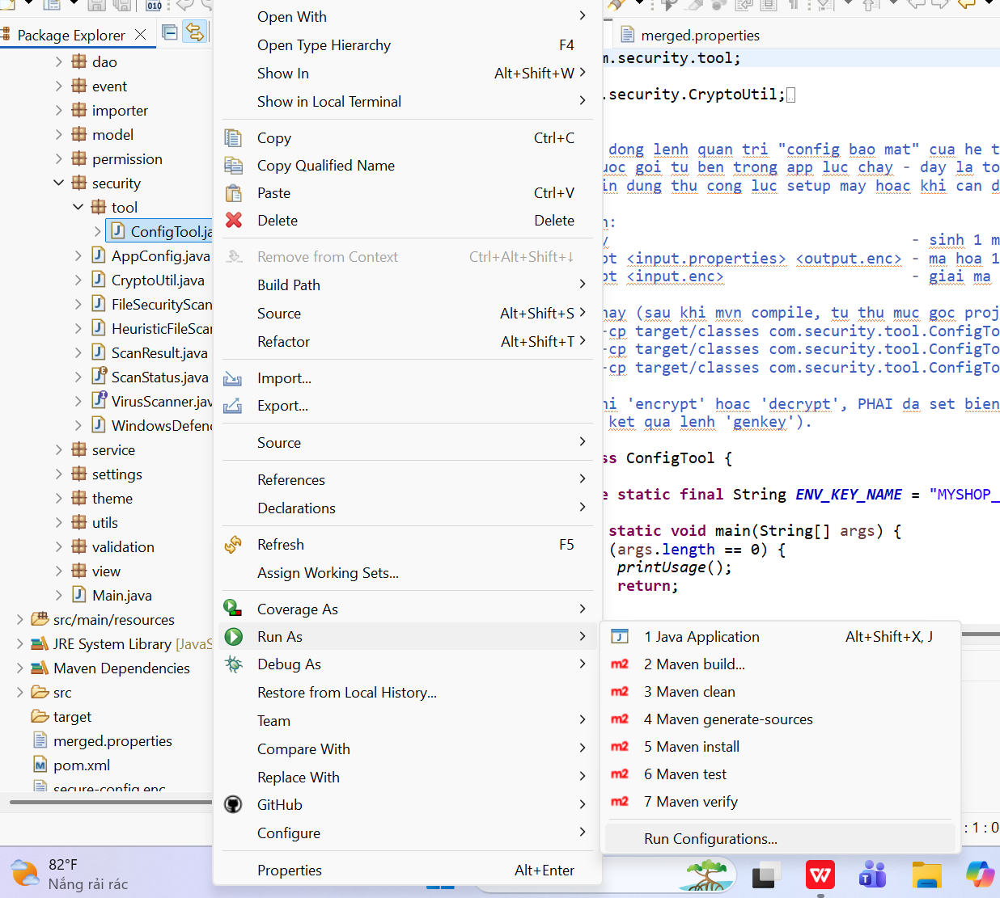 Package Explorer
dao
event
importer
model
permission
security
tool
ConfigTool.ja
AppConfig.java
CryptoUtil.java
FileSecurityScan
HeuristicFileScar
ScanResult.java
ScanStatus.java
VirusScanner.jav
WindowsDefenc
service
settings
theme
utils
validation
view
Main.java
src/main/resources
JRE System Library [JavaS
Maven Dependencies
src
target
merged.properties
pom.xml
secure-config.enc
Open With
Open Type Hierarchy F4
Show In Alt+Shift+W
Show in Local Terminal
Copy Ctrl+C
Copy Qualified Name
Paste Ctrl+V
Delete Delete
Remove from Context Ctrl+Alt+Shift+↓
Build Path
Source Alt+Shift+S
Refactor Alt+Shift+T
Import...
Export...
Source
References
Declarations
Refresh F5
Assign Working Sets...
Coverage As
Run As
Debug As
Restore from Local History...
Team
Compare With
Replace With
GitHub
Configure
Properties Alt+Enter
1 Java Application Alt+Shift+X, J
2 Maven build...
3 Maven clean
4 Maven generate-sources
5 Maven install
6 Maven test
7 Maven verify
Run Configurations...
merged.properties
m.security.tool;
.security.CryptoUtil;
dong lenh quan tri "config bao mat" cua he t
uoc goi tu ben trong app luc chay - day la to
in dung thu cong luc setup may hoac khi can d
h:
y - sinh 1 m
pt <input.properties> <output.enc> - ma hoa 1
pt <input.enc> - giai ma
hay (sau khi mvn compile, tu thu muc goc proj
-cp target/classes com.security.tool.ConfigTo
-cp target/classes com.security.tool.ConfigTo
-cp target/classes com.security.tool.ConfigTo
hi 'encrypt' hoac 'decrypt', PHAI da set bien
ket qua lenh 'genkey').
ss ConfigTool {
e static final String ENV_KEY_NAME = "MYSHOP_
static void main(String[] args) {
(args.length == 0) {
printUsage();
return;
: 1 : 0
82°F
Nắng rải rác